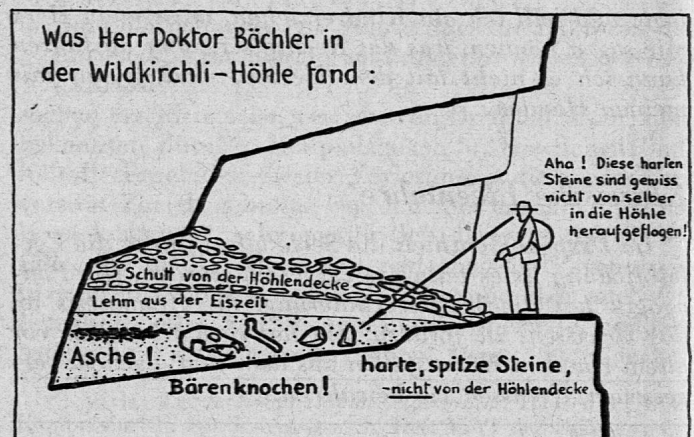 Was Herr Doktor Bächler in
der Wildkirchli-Höhle fand:
Aha! Diese harten
Steine sind gewiss
nicht von selber
in die Höhle
heraufgeflogen!
Schutt von der Höhlendecke
Lehm aus der Eiszeit
Asche!
Bärenknochen!
harte, spitze Steine,
-nicht von der Höhlendecke